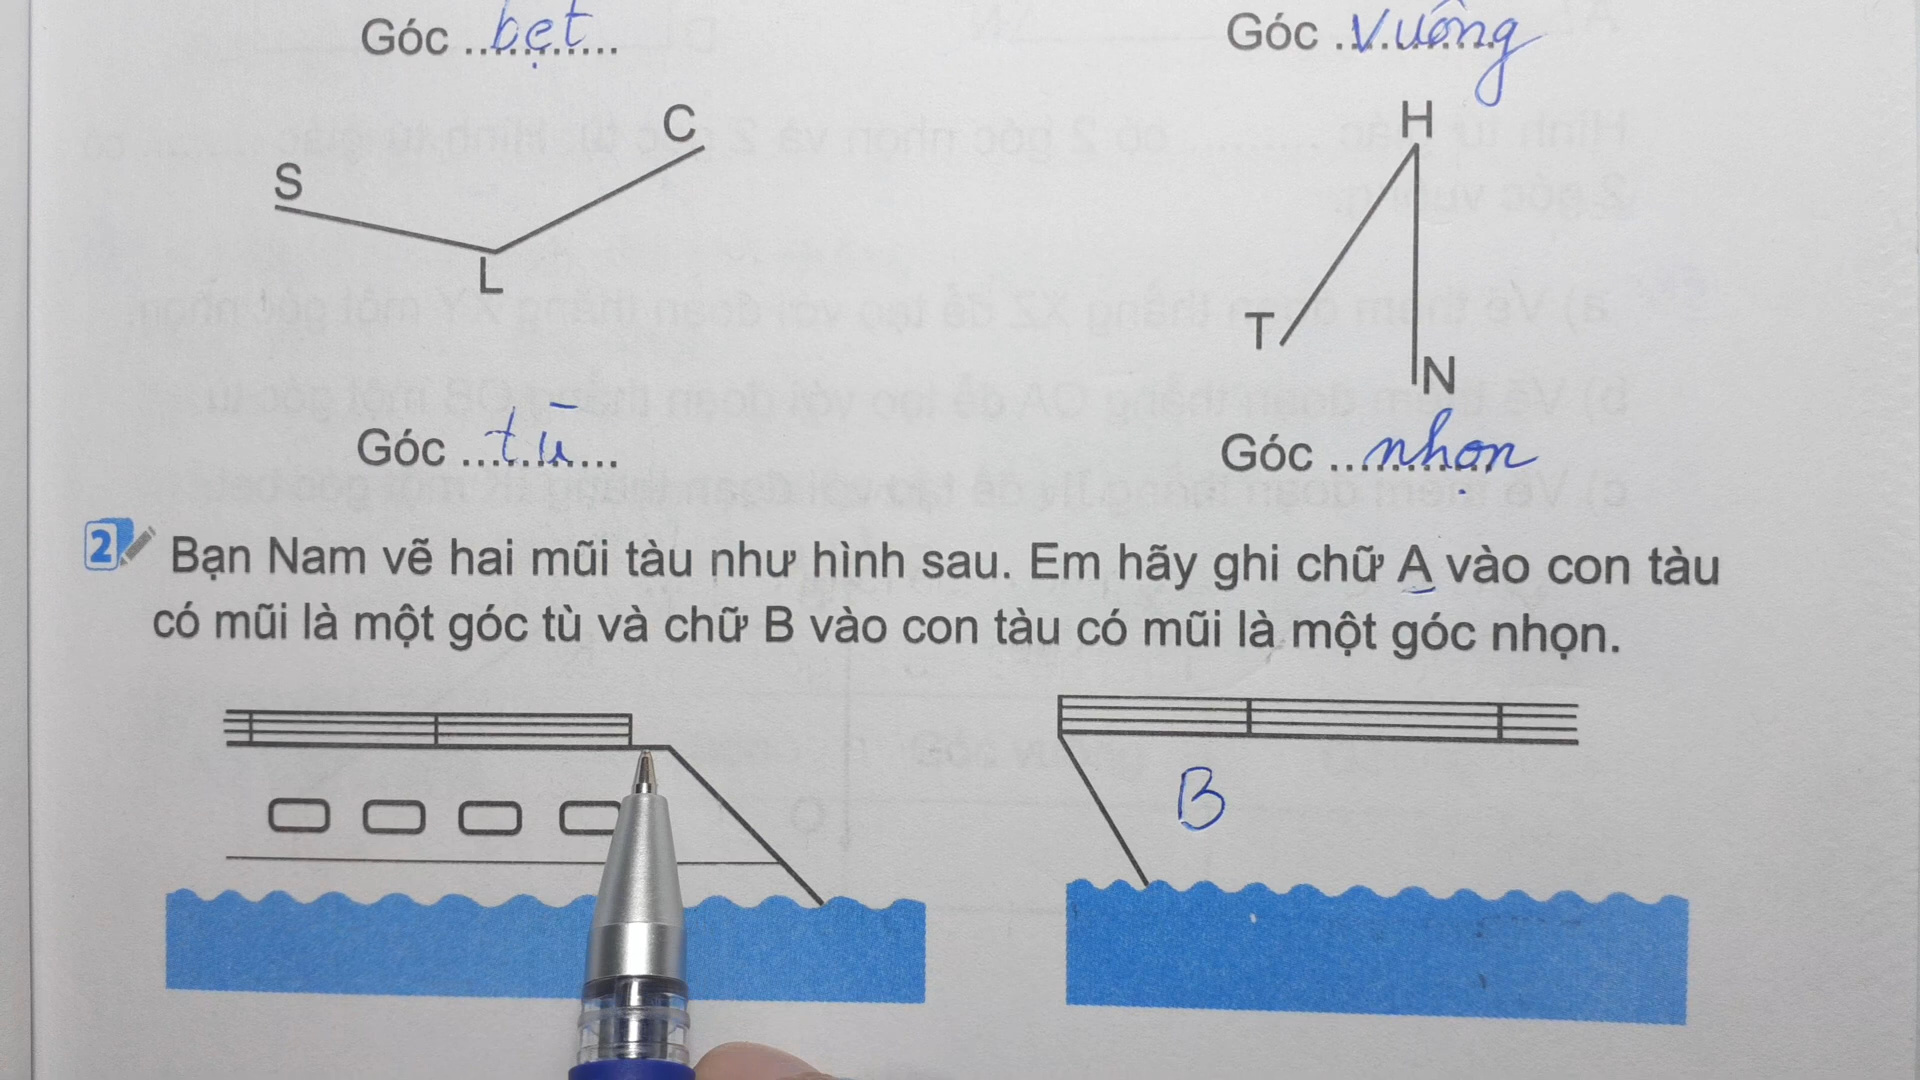 Góc bẹt
Góc vuông
S
C
L
H
T
N
Góc tù
Góc nhọn
2 Bạn Nam vẽ hai mũi tàu như hình sau. Em hãy ghi chữ A vào con tàu
có mũi là một góc tù và chữ B vào con tàu có mũi là một góc nhọn.
B